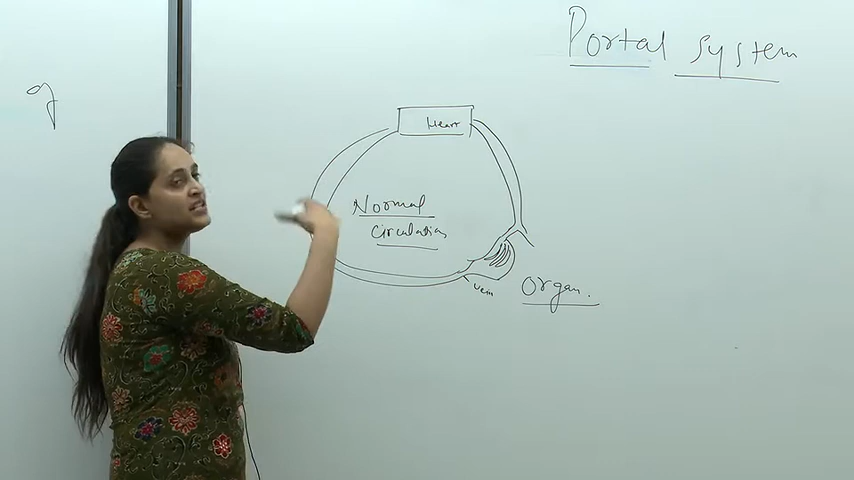 Portal System
Heart
Normal
Circulation
vein
Organ.